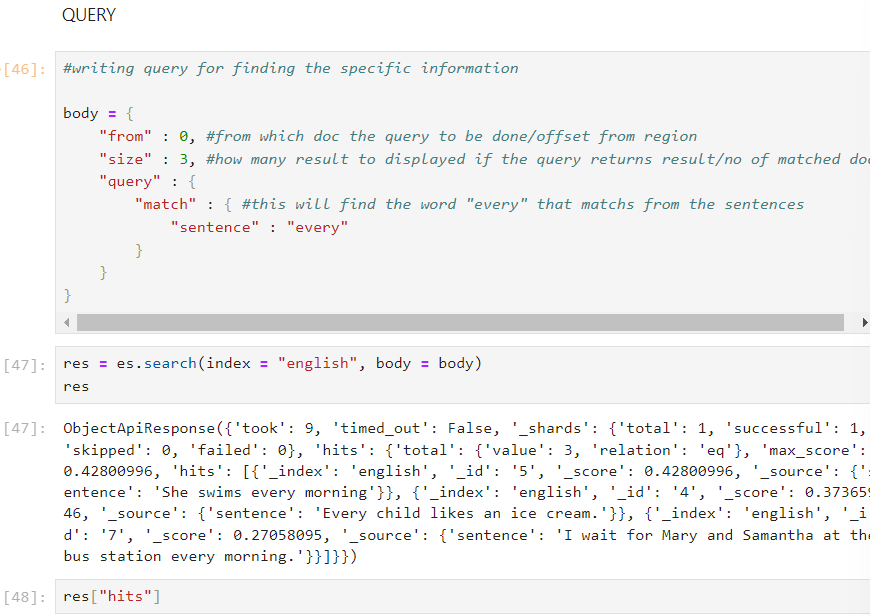 QUERY
[46]:
#writing query for finding the specific information
body = {
"from" : 0, #from which doc the query to be done/offset from region
"size" : 3, #how many result to displayed if the query returns result/no of matched
"query" : {
"match" : { #this will find the word "every" that matchs from the sentences
"sentence" : "every"
}
}
}
[47]:
res = es.search(index = "english", body = body)
res
[47]:
ObjectApiResponse({'took': 9, 'timed_out': False, '_shards': {'total': 1, 'successful': 1,
'skipped': 0, 'failed': 0}, 'hits': {'total': {'value': 3, 'relation': 'eq'}, 'max_score':
0.42800996, 'hits': [{'_index': 'english', '_id': '5', '_score': 0.42800996, '_source': {'s
entence': 'She swims every morning'}}, {'_index': 'english', '_id': '4', '_score': 0.373659
46, '_source': {'sentence': 'Every child likes an ice cream.'}}, {'_index': 'english', '_i
d': '7', '_score': 0.27058095, '_source': {'sentence': 'I wait for Mary and Samantha at the
bus station every morning.'}}]}})
[48]:
res["hits"]